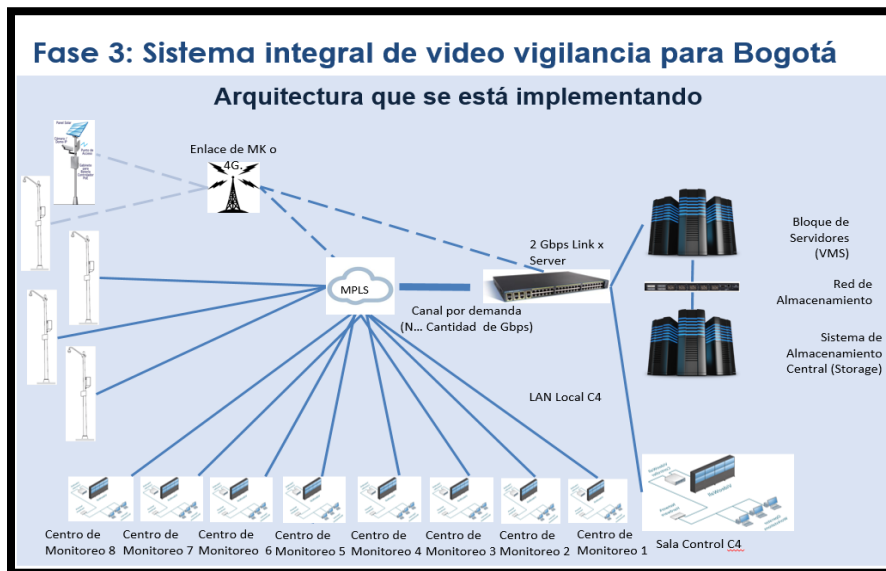 Fase 3: Sistema integral de video vigilancia para Bogotá
Arquitectura que se está implementando
Panel Solar
Enlace de MK o
4G.
2 Gbps Link x
Server
Bloque de
Servidores
(VMS)
MPLS
Red de
Almacenamiento
Canal por demanda
(N... Cantidad de Gbps)
Sistema de
Almacenamiento
Central (Storage)
LAN Local C4
Centro de
Monitoreo 8
Centro de
Monitoreo 7
Centro de
Monitoreo 6
Centro de
Monitoreo 5
Centro de
Monitoreo 4
Centro de
Monitoreo 3
Centro de
Monitoreo 2
Centro de
Monitoreo 1
Sala Control C4